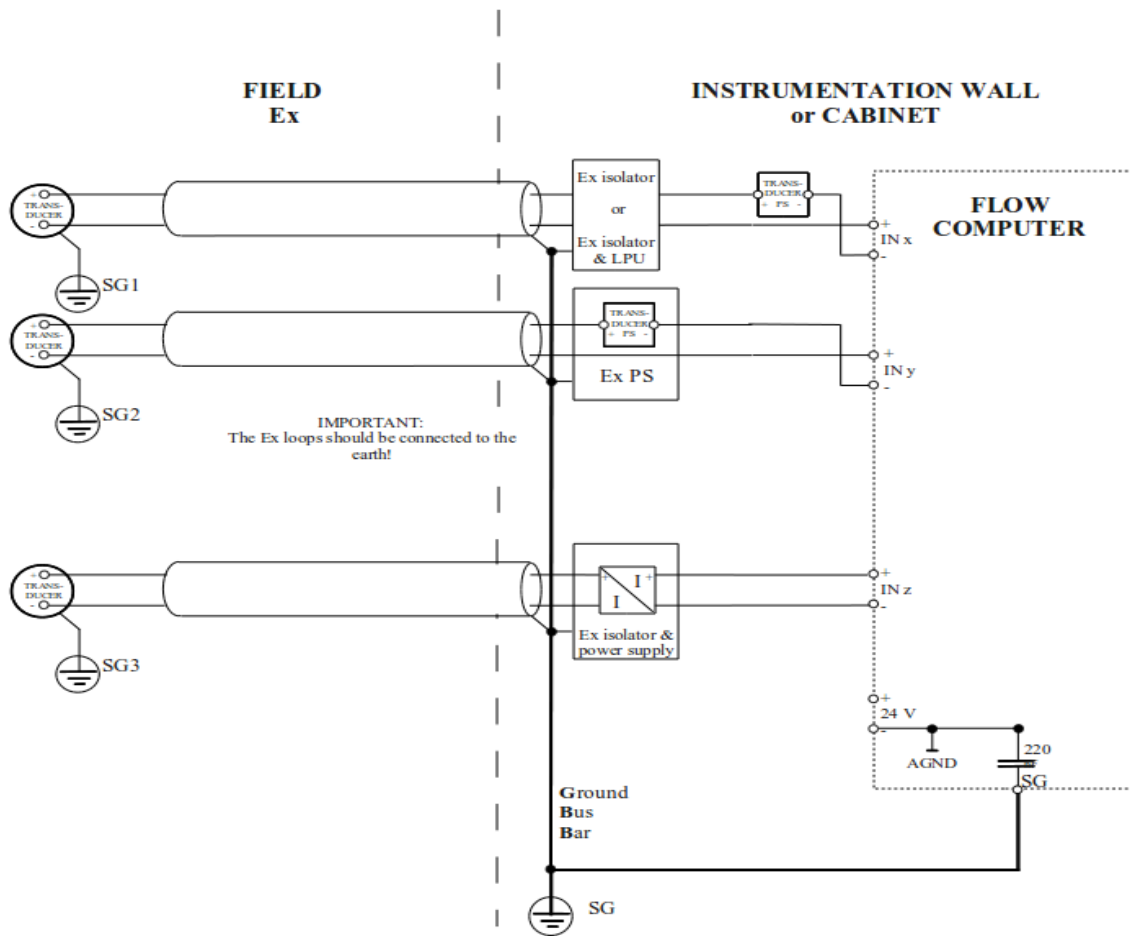 FIELD
Ex
INSTRUMENTATION WALL
or CABINET
+
TRANS-
DUCER
-
SG1
Ex isolator
or
Ex isolator
& LPU
TRANS-
DUCER
+ PS -
FLOW
COMPUTER
+
IN x
-
+
TRANS-
DUCER
-
SG2
TRANS-
DUCER
+ PS -
Ex PS
+
IN y
-
IMPORTANT:
The Ex loops should be connected to the
earth!
+
TRANS-
DUCER
-
SG3
+ I +
I
Ex isolator &
power supply
+
IN z
-
+
24 V
-
AGND
220
SG
Ground
Bus
Bar
SG